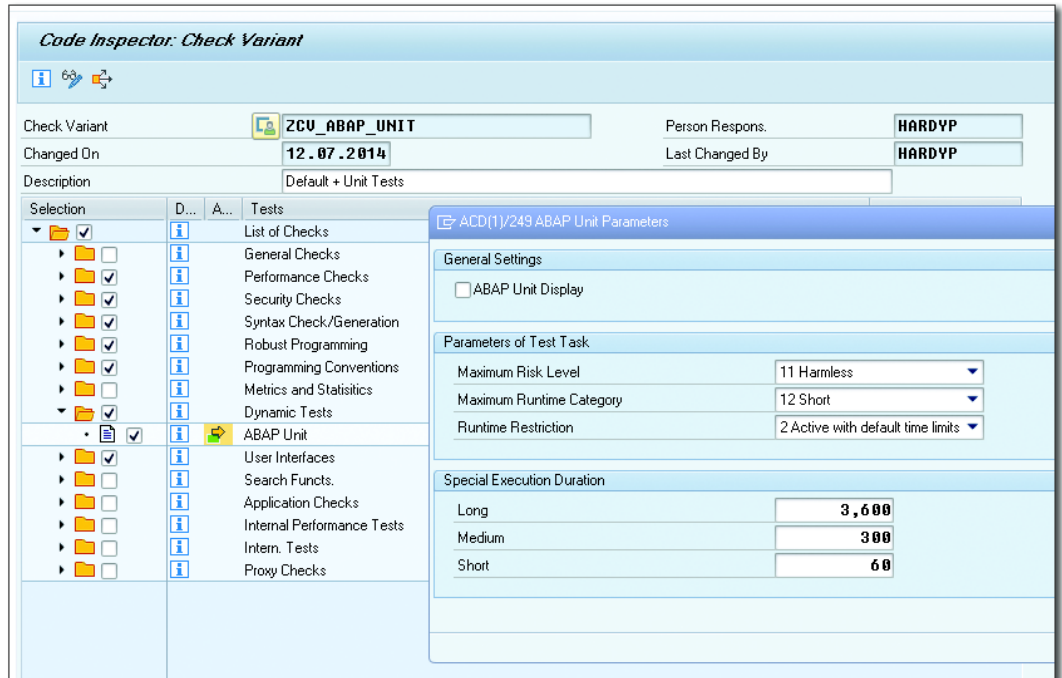 Code Inspector: Check Variant
Check Variant ZCV_ABAP_UNIT Person Respons. HARDYP
Changed On 12.07.2014 Last Changed By HARDYP
Description Default + Unit Tests
Selection D... A... Tests
List of Checks
General Checks
Performance Checks
Security Checks
Syntax Check/Generation
Robust Programming
Programming Conventions
Metrics and Statisitics
Dynamic Tests
ABAP Unit
User Interfaces
Search Functs.
Application Checks
Internal Performance Tests
Intern. Tests
Proxy Checks
ACD(1)/249 ABAP Unit Parameters
General Settings
ABAP Unit Display
Parameters of Test Task
Maximum Risk Level 11 Harmless
Maximum Runtime Category 12 Short
Runtime Restriction 2 Active with default time limits
Special Execution Duration
Long 3,600
Medium 300
Short 60